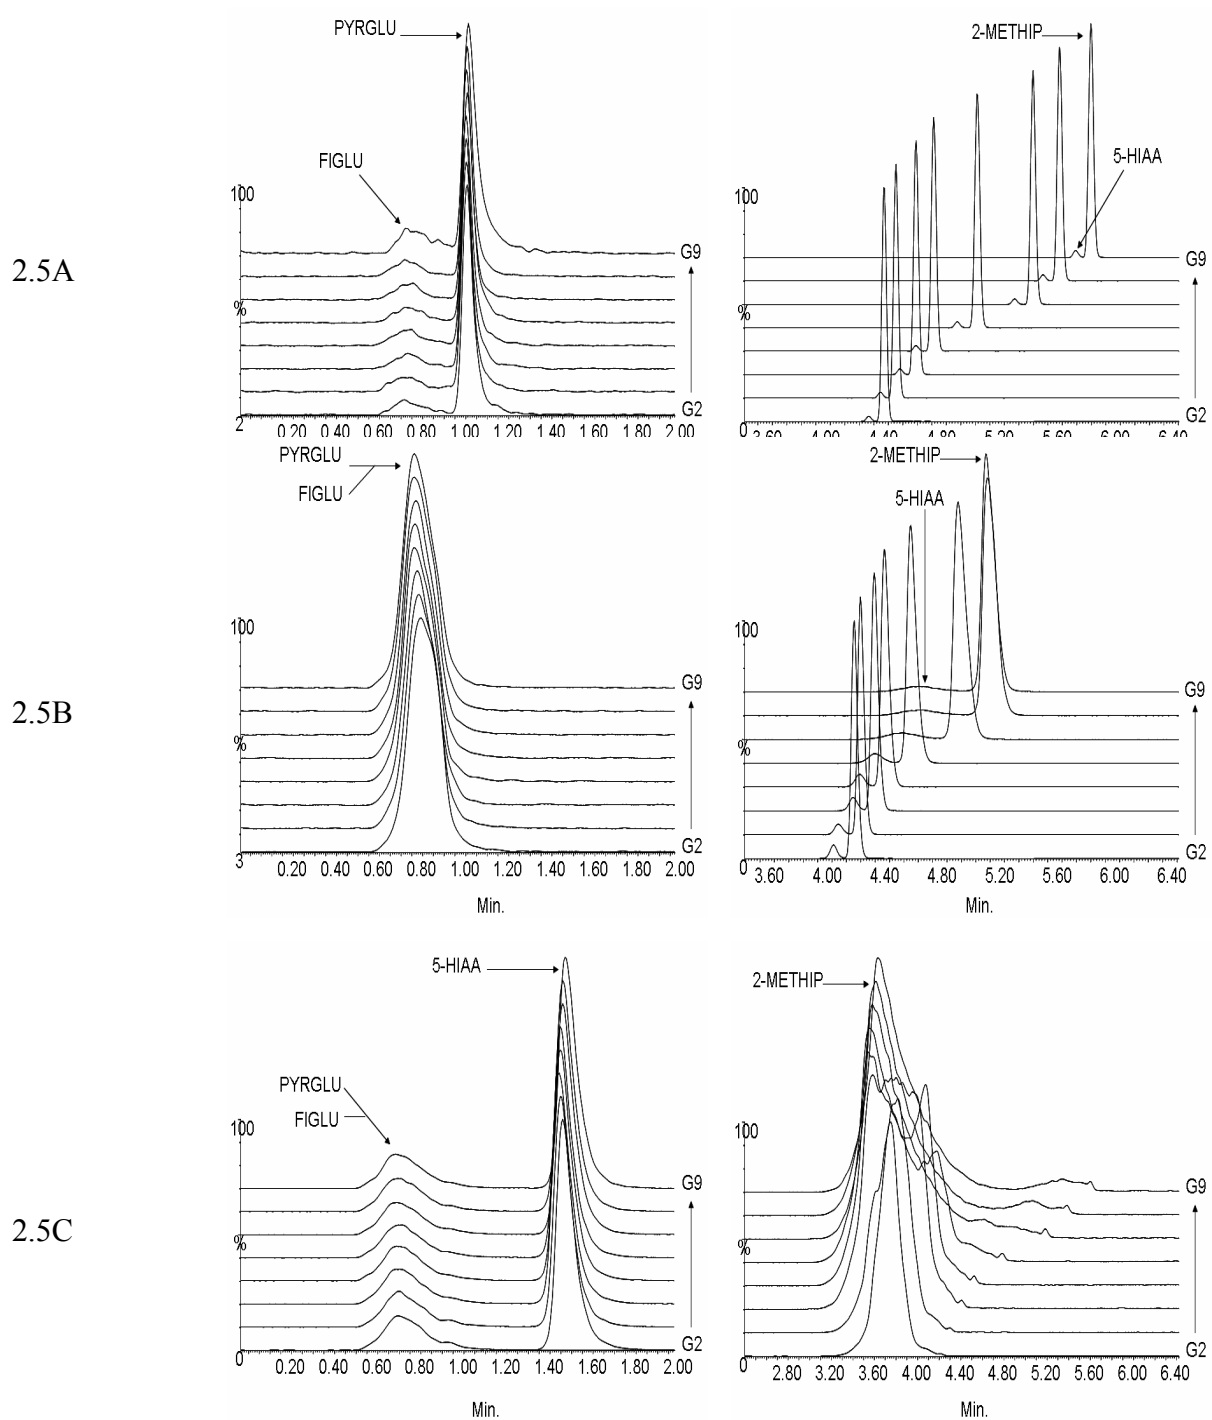 2.5A
PYRGLU
FIGLU
100
%
G9
G2
2 0.20 0.40 0.60 0.80 1.00 1.20 1.40 1.60 1.80 2.00
2-METHIP
5-HIAA
100
%
G9
G2
0 3.60 4.00 4.40 4.80 5.20 5.60 6.00 6.40
2.5B
PYRGLU
FIGLU
100
%
G9
G2
3 0.20 0.40 0.60 0.80 1.00 1.20 1.40 1.60 1.80 2.00
Min.
2-METHIP
5-HIAA
100
%
G9
G2
0 3.60 4.00 4.40 4.80 5.20 5.60 6.00 6.40
Min.
2.5C
5-HIAA
PYRGLU
FIGLU
100
%
G9
G2
0 0.20 0.40 0.60 0.80 1.00 1.20 1.40 1.60 1.80 2.00
Min.
2-METHIP
100
%
G9
G2
0 2.80 3.20 3.60 4.00 4.40 4.80 5.20 5.60 6.00 6.40
Min.